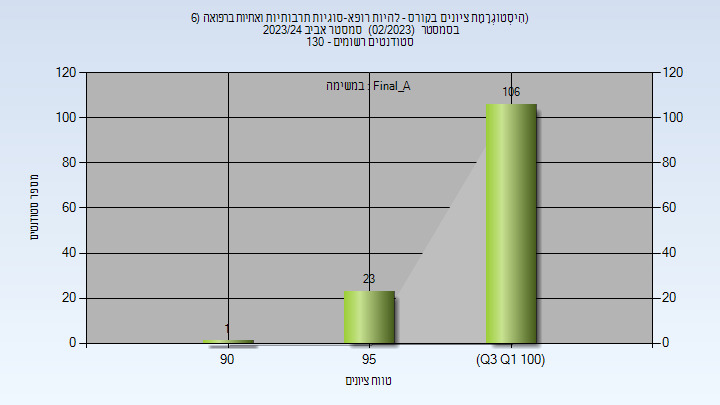 (הִיסְטוֹגְרָמַת ציונים בקורס - להיות רופא-סוגיות תרבותיות ואתיות ברפואה (6
בסמסטר (02/2023) סמסטר אביב 2023/24
סטודנטים רשומים - 130
במשימה : Final_A
120 120
100 100
80 80
60 60
40 40
20 20
0 0
106
23
1
מספר סטודנטים
90 95 (Q3 Q1 100)
טווח ציונים